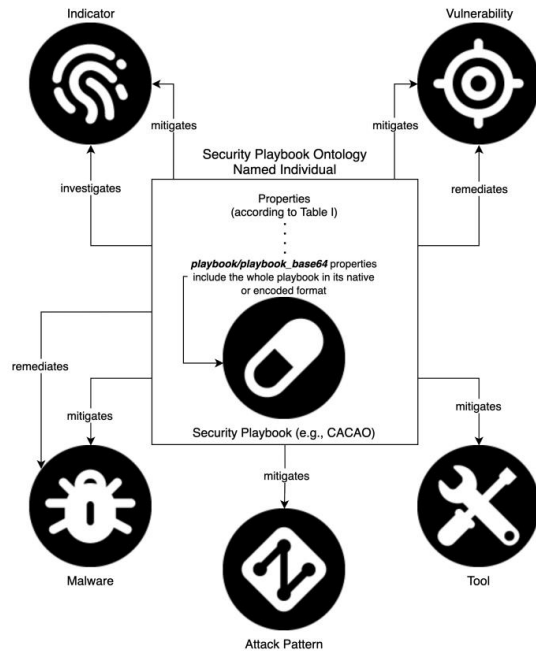 Indicator
Vulnerability
mitigates
mitigates
Security Playbook Ontology
Named Individual
investigates
remediates
Properties
(according to Table I)
playbook/playbook_base64 properties
include the whole playbook in its native
or encoded format
remediates
mitigates
mitigates
Security Playbook (e.g., CACAO)
mitigates
Malware
Tool
Attack Pattern